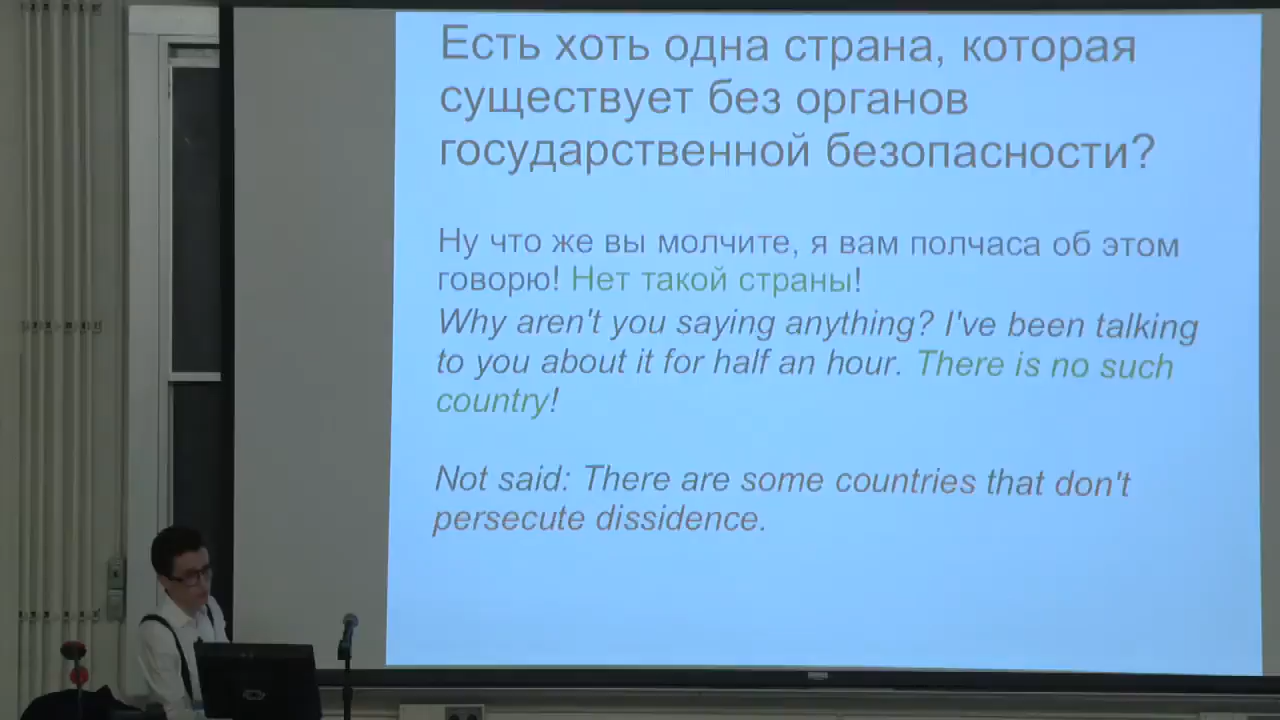 Есть хоть одна страна, которая
существует без органов
государственной безопасности?
Ну что же вы молчите, я вам полчаса об этом
говорю! Нет такой страны!
Why aren't you saying anything? I've been talking
to you about it for half an hour. There is no such
country!
Not said: There are some countries that don't
persecute dissidence.